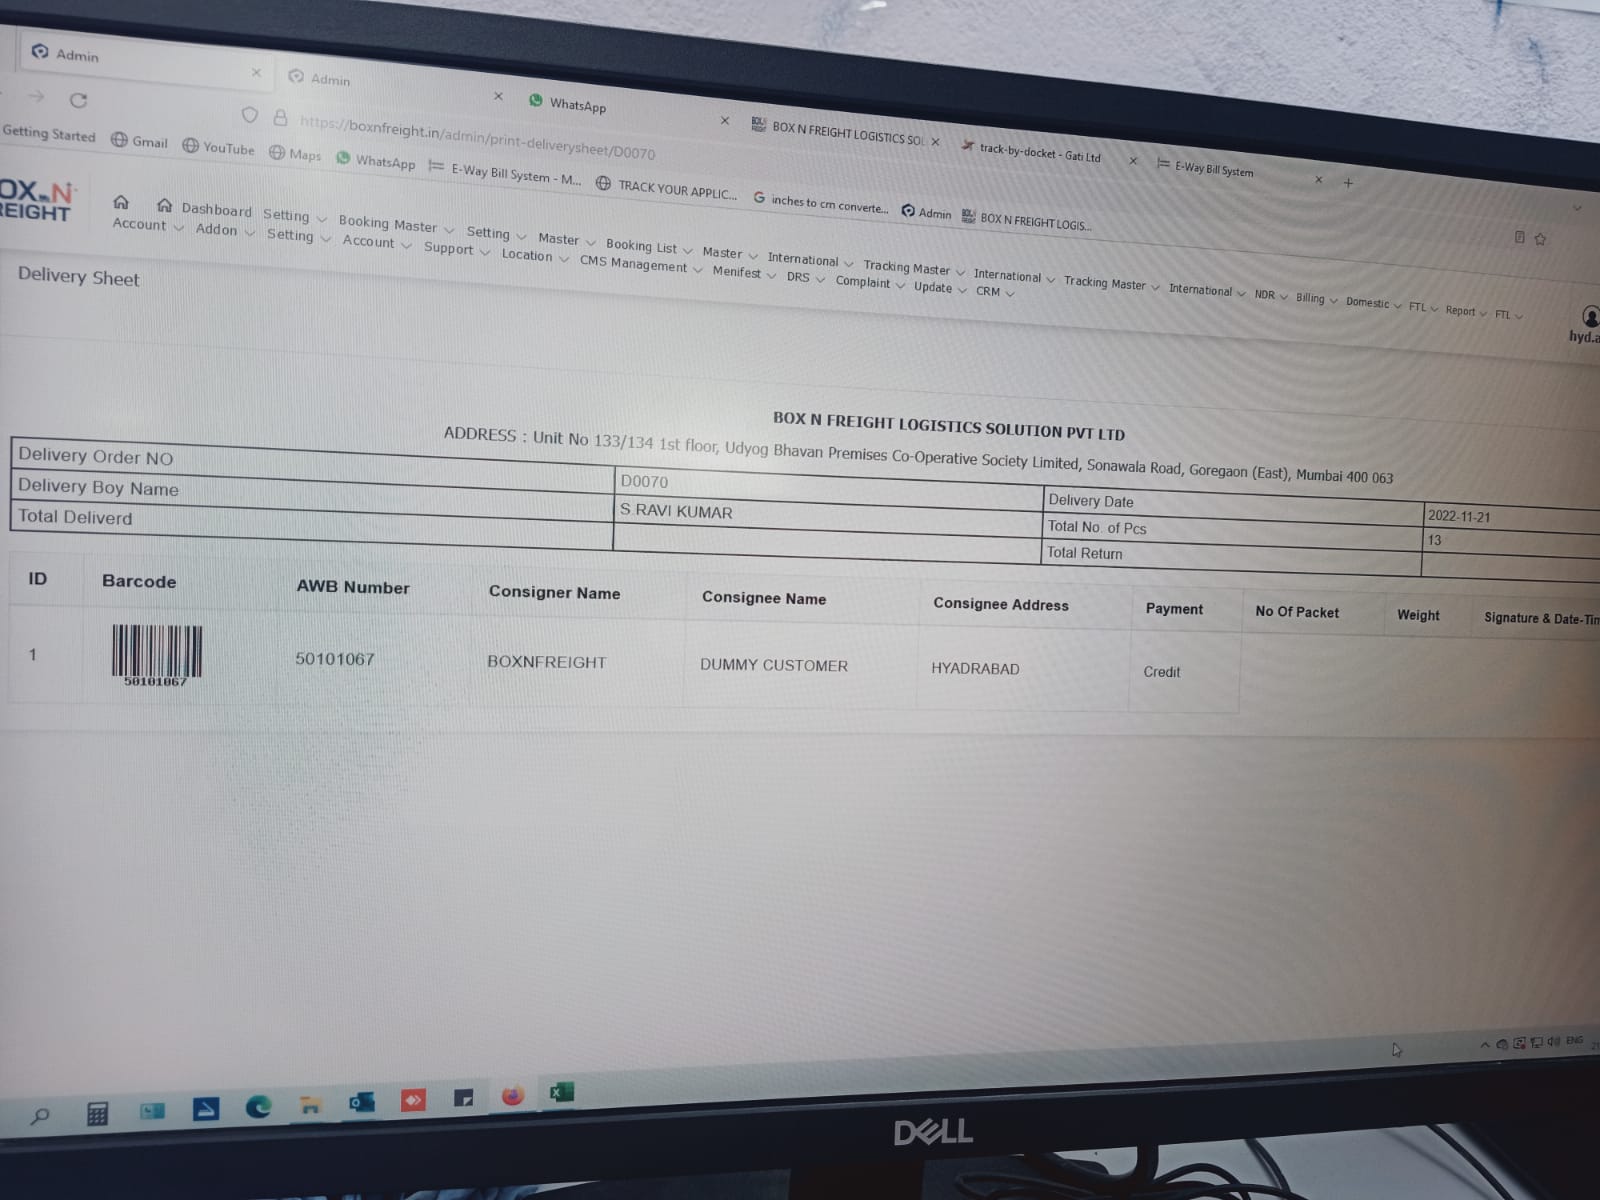 Admin
Admin
WhatsApp
BOX N FREIGHT LOGISTICS SOL
track-by-docket - Gati Ltd
E-Way Bill System
https://boxnfreight.in/admin/print-deliverysheet/D0070
Getting Started
Gmail
YouTube
Maps
WhatsApp
E-Way Bill System - M...
TRACK YOUR APPLIC...
inches to cm converte...
Admin
BOX N FREIGHT LOGIS...
OX N
REIGHT
Dashboard Setting Booking Master Setting Master Booking List Master International Tracking Master International Tracking Master International NDR Billing Domestic FTL Report FTL
Account Addon Setting Account Support Location CMS Management Menifest DRS Complaint Update CRM
hyd.a
Delivery Sheet
BOX N FREIGHT LOGISTICS SOLUTION PVT LTD
ADDRESS : Unit No 133/134 1st floor, Udyog Bhavan Premises Co-Operative Society Limited, Sonawala Road, Goregaon (East), Mumbai 400 063
Delivery Order NO D0070 Delivery Date 2022-11-21
Delivery Boy Name S.RAVI KUMAR Total No. of Pcs 13
Total Deliverd Total Return
ID Barcode AWB Number Consigner Name Consignee Name Consignee Address Payment No Of Packet Weight Signature & Date-Tim
1 50101067 BOXNFREIGHT DUMMY CUSTOMER HYADRABAD Credit
50101067
ENG
DELL